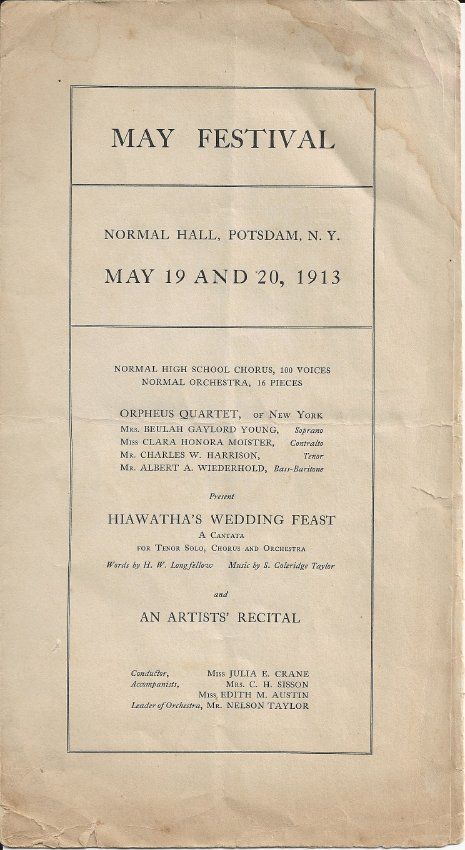 MAY FESTIVAL
NORMAL HALL, POTSDAM, N. Y.
MAY 19 AND 20, 1913
NORMAL HIGH SCHOOL CHORUS, 100 VOICES
NORMAL ORCHESTRA, 16 PIECES
ORPHEUS QUARTET, OF NEW YORK
MRS. BEULAH GAYLORD YOUNG, Soprano
MISS CLARA HONORA MOISTER, Contralto
MR. CHARLES W. HARRISON, Tenor
MR. ALBERT A. WIEDERHOLD, Bass-Baritone
Present
HIAWATHA'S WEDDING FEAST
A CANTATA
FOR TENOR SOLO, CHORUS AND ORCHESTRA
Words by H. W. Longfellow Music by S. Coleridge Taylor
and
AN ARTISTS' RECITAL
Conductor, MISS JULIA E. CRANE
Accompanists, MRS. C. H. SISSON
MISS EDITH M. AUSTIN
Leader of Orchestra, MR. NELSON TAYLOR